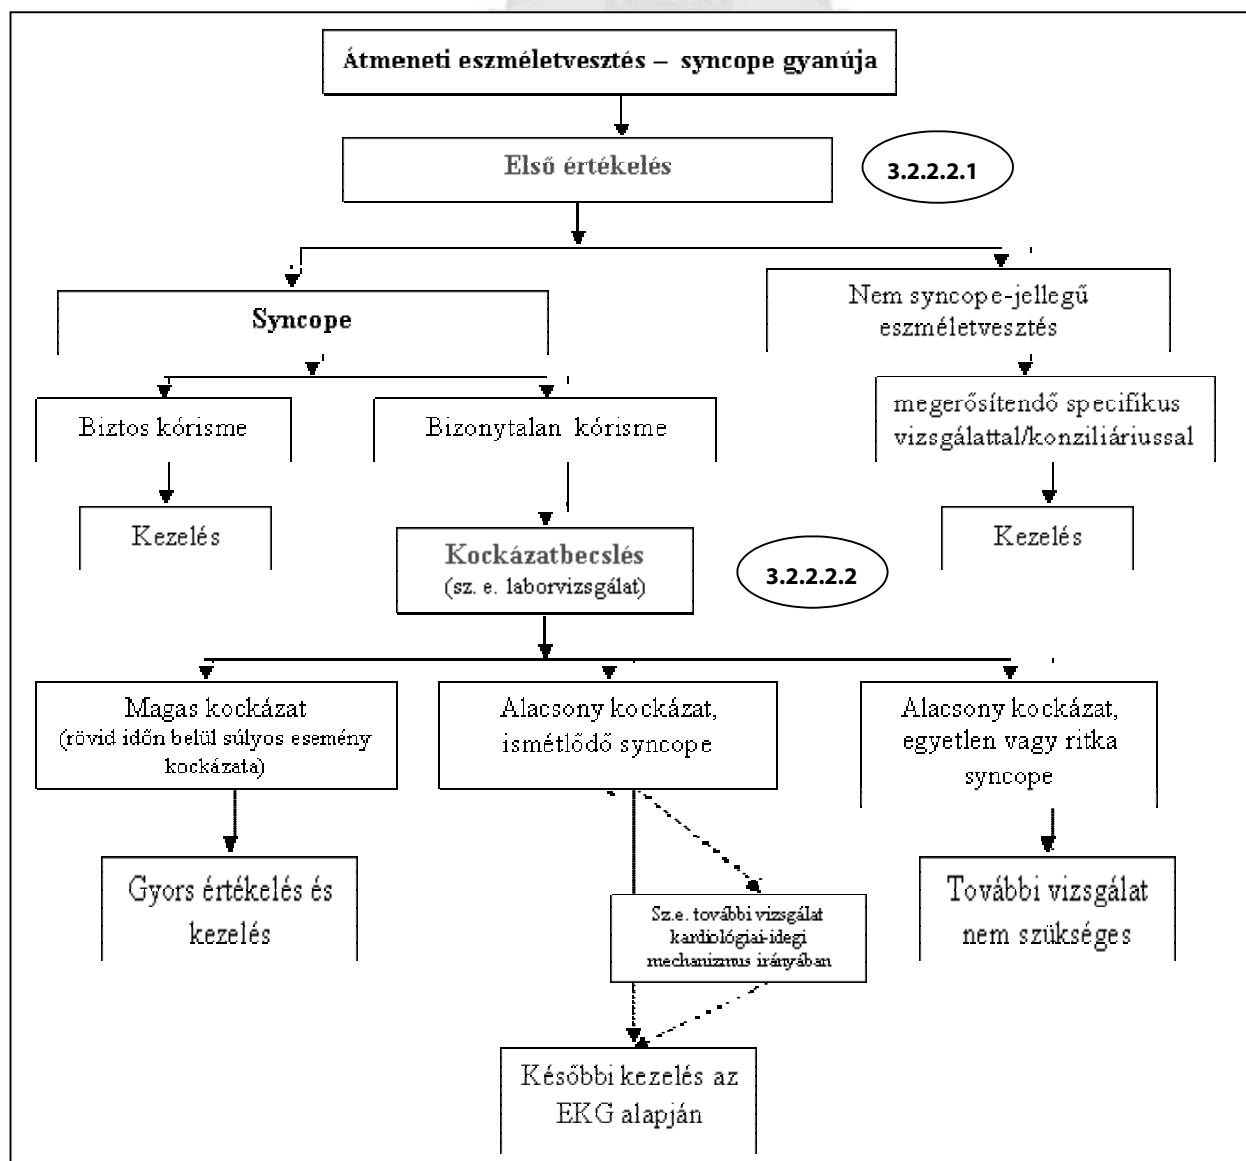 Átmeneti eszméletvesztés – syncope gyanúja
Első értékelés
3.2.2.2.1
Syncope
Nem syncope-jellegű
eszméletvesztés
Biztos kórisme
Bizonytalan kórisme
megerősítendő specifikus
vizsgálattal/konziliáriussal
Kezelés
Kockázatbecslés
(sz. e. laborvizsgálat)
3.2.2.2.2
Kezelés
Magas kockázat
(rövid időn belül súlyos esemény
kockázata)
Alacsony kockázat,
ismétlődő syncope
Alacsony kockázat,
egyetlen vagy ritka
syncope
Gyors értékelés és
kezelés
Sz.e. további vizsgálat
kardiológiai-idegi
mechanizmus irányában
További vizsgálat
nem szükséges
Későbbi kezelés az
EKG alapján